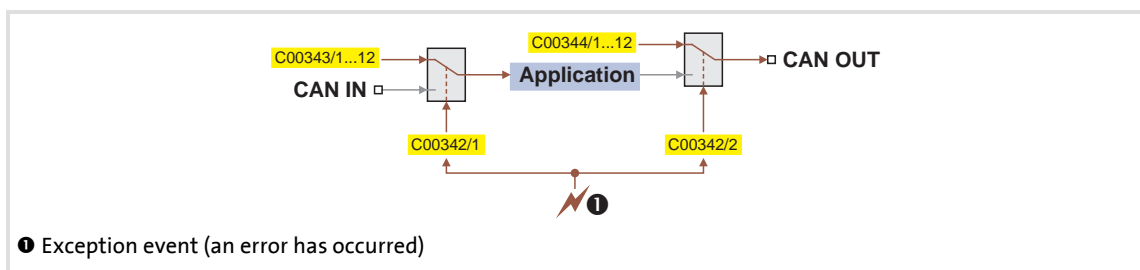 C00344/1...12
C00343/1...12
CAN OUT
Application
CAN IN
C00342/1
C00342/2
❶
❶ Exception event (an error has occurred)